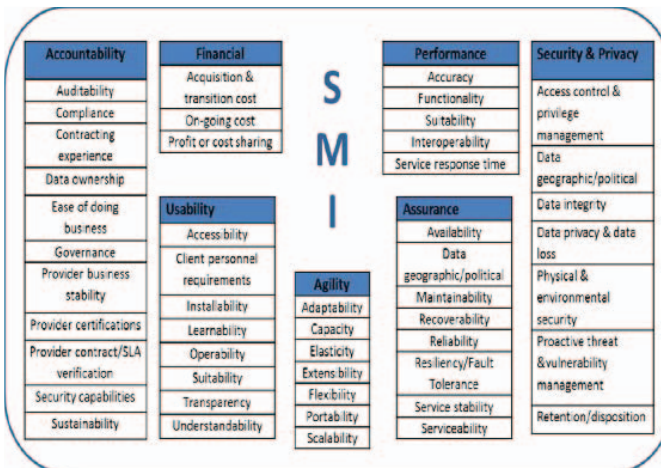 Accountability
Auditability
Compliance
Contracting
experience
Data ownership
Ease of doing
business
Governance
Provider business
stability
Provider certifications
Provider contract/SLA
verification
Security capabilities
Sustainability
Financial
Acquisition &
transition cost
On-going cost
Profit or cost sharing
Usability
Accessibility
Client personnel
requirements
Installability
Learnability
Operability
Suitability
Transparency
Understandability
S
M
I
Agility
Adaptability
Capacity
Elasticity
Extensibility
Flexibility
Portability
Scalability
Performance
Accuracy
Functionality
Suitability
Interoperability
Service response time
Assurance
Availability
Data
geographic/political
Maintainability
Recoverability
Reliability
Resiliency/Fault
Tolerance
Service stability
Serviceability
Security & Privacy
Access control &
privilege
management
Data
geographic/political
Data integrity
Data privacy & data
loss
Physical &
environmental
security
Proactive threat
&vulnerability
management
Retention/disposition